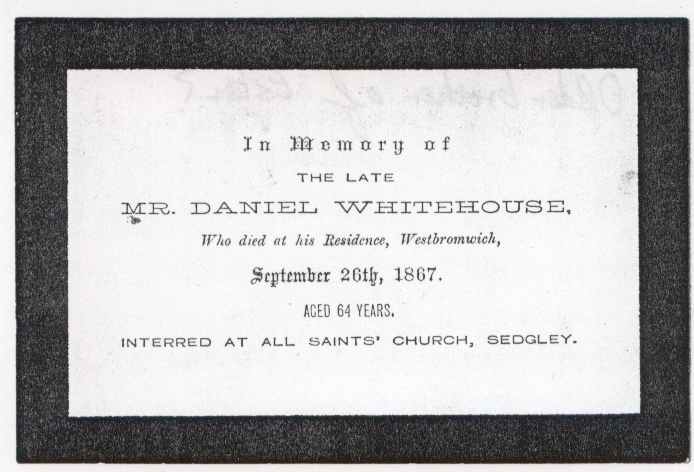 In Memory of
THE LATE
MR. DANIEL WHITEHOUSE,
Who died at his Residence, Westbromwich,
September 26th, 1867.
AGED 64 YEARS.
INTERRED AT ALL SAINTS' CHURCH, SEDGLEY.